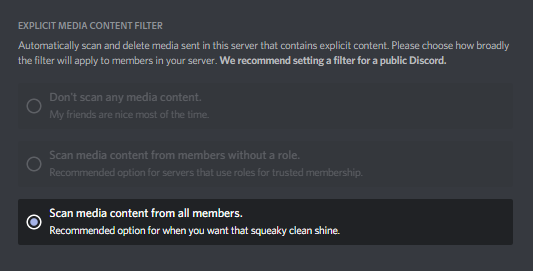 EXPLICIT MEDIA CONTENT FILTER
Automatically scan and delete media sent in this server that contains explicit content. Please choose how broadly
the filter will apply to members in your server. We recommend setting a filter for a public Discord.
Don't scan any media content.
My friends are nice most of the time.
Scan media content from members without a role.
Recommended option for servers that use roles for trusted membership.
Scan media content from all members.
Recommended option for when you want that squeaky clean shine.